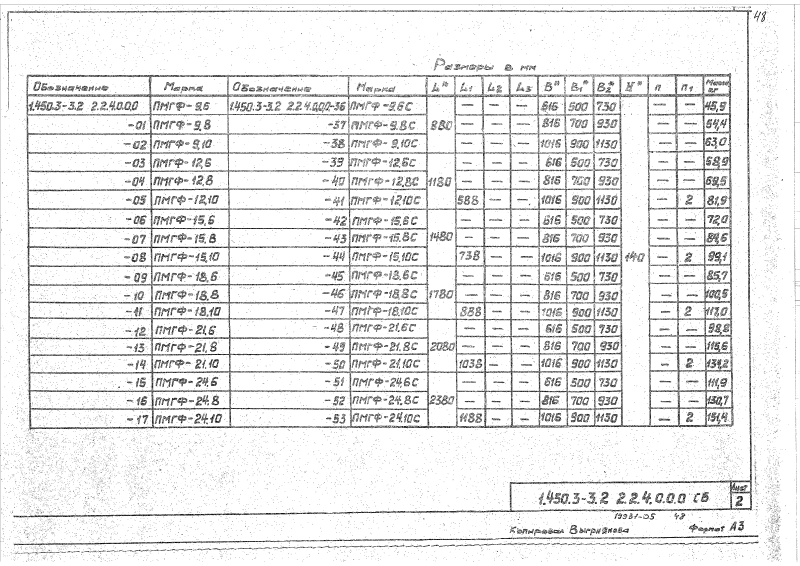 48
Размеры в мм
Обозначение Марка Обозначение Марка L* L1 L2 L3 B* B1* B2* H* n n1 Масса кг
1.450.3-3.2 2.2.4.0.0.0 ПМГФ-9,6 1.450.3-3.2 2.2.4.0.0.0-36 ПМГФ-9,6С — — — 616 500 730 — — 45,9
-01 ПМГФ-9,8 -37 ПМГФ-9,8С 880 — — — 816 700 930 — — 54,4
-02 ПМГФ-9,10 -38 ПМГФ-9,10С — — — 1016 900 1130 — — 63,0
-03 ПМГФ-12,6 -39 ПМГФ-12,6С — — — 616 500 730 — — 58,9
-04 ПМГФ-12,8 -40 ПМГФ-12,8С 1180 — — — 816 700 930 — — 69,5
-05 ПМГФ-12,10 -41 ПМГФ-12,10С 588 — — 1016 900 1130 — 2 81,9
-06 ПМГФ-15,6 -42 ПМГФ-15,6С — — — 616 500 730 — — 72,0
-07 ПМГФ-15,8 -43 ПМГФ-15,8С 1480 — — — 816 700 930 — — 84,6
-08 ПМГФ-15,10 -44 ПМГФ-15,10С 738 — — 1016 900 1130 140 — 2 99,1
-09 ПМГФ-18,6 -45 ПМГФ-18,6С — — — 616 500 730 — — 85,7
-10 ПМГФ-18,8 -46 ПМГФ-18,8С 1780 — — — 816 700 930 — — 100,5
-11 ПМГФ-18,10 -47 ПМГФ-18,10С 888 — — 1016 900 1130 — 2 117,0
-12 ПМГФ-21,6 -48 ПМГФ-21,6С — — — 616 500 730 — — 98,8
-13 ПМГФ-21,8 -49 ПМГФ-21,8С 2080 — — — 816 700 930 — — 115,6
-14 ПМГФ-21,10 -50 ПМГФ-21,10С 1038 — — 1016 900 1130 — 2 134,2
-15 ПМГФ-24,6 -51 ПМГФ-24,6С — — — 616 500 730 — — 111,9
-16 ПМГФ-24,8 -52 ПМГФ-24,8С 2380 — — — 816 700 930 — — 130,7
-17 ПМГФ-24,10 -53 ПМГФ-24,10С 1188 — — 1016 900 1130 — 2 151,4
1.450.3-3.2 2.2.4.0.0.0 СБ
Лист
2
19931-05 48
Копировал Выгрийкова Формат А3